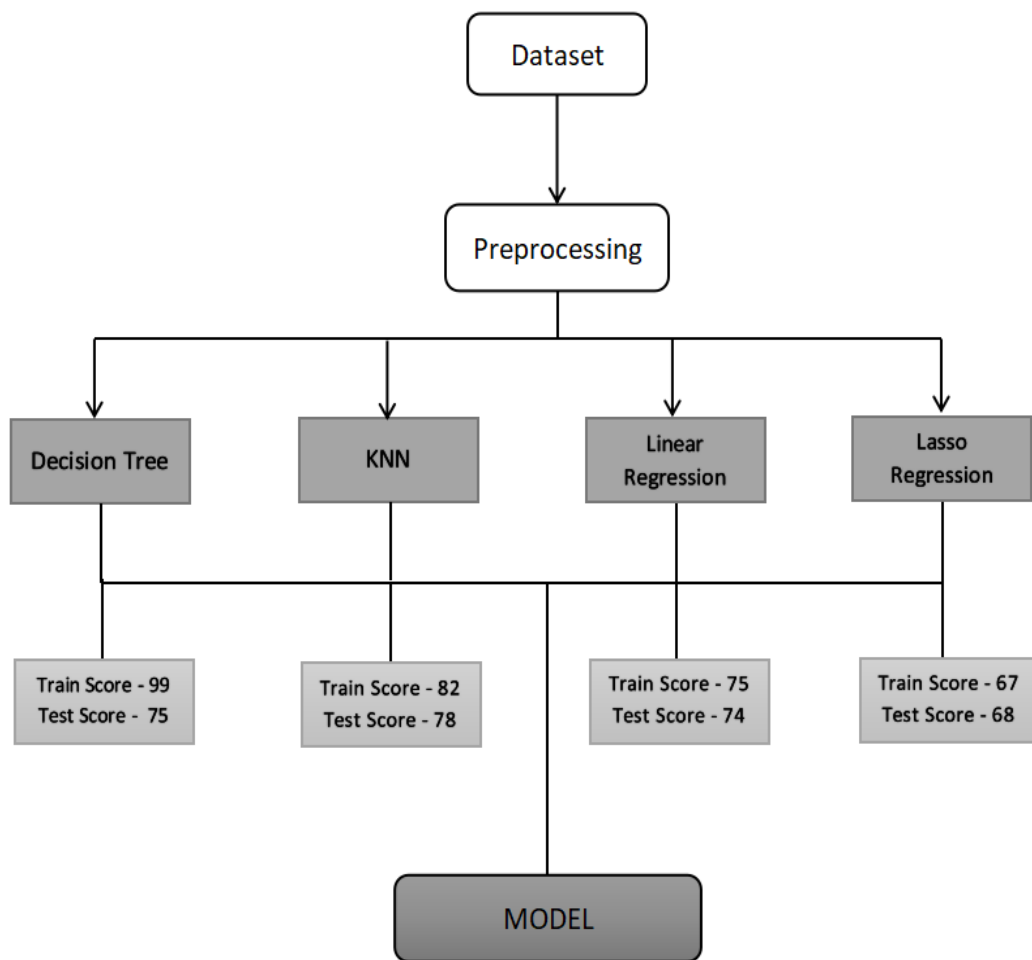 Dataset
Preprocessing
Decision Tree
KNN
Linear
Regression
Lasso
Regression
Train Score - 99
Test Score - 75
Train Score - 82
Test Score - 78
Train Score - 75
Test Score - 74
Train Score - 67
Test Score - 68
MODEL